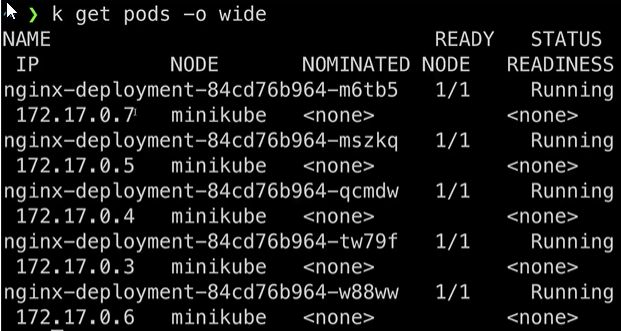 ❯ k get pods -o wide
NAME READY STATUS
IP NODE NOMINATED NODE READINESS
nginx-deployment-84cd76b964-m6tb5 1/1 Running
172.17.0.7 minikube <none> <none>
nginx-deployment-84cd76b964-mszkq 1/1 Running
172.17.0.5 minikube <none> <none>
nginx-deployment-84cd76b964-qcmdw 1/1 Running
172.17.0.4 minikube <none> <none>
nginx-deployment-84cd76b964-tw79f 1/1 Running
172.17.0.3 minikube <none> <none>
nginx-deployment-84cd76b964-w88ww 1/1 Running
172.17.0.6 minikube <none> <none>